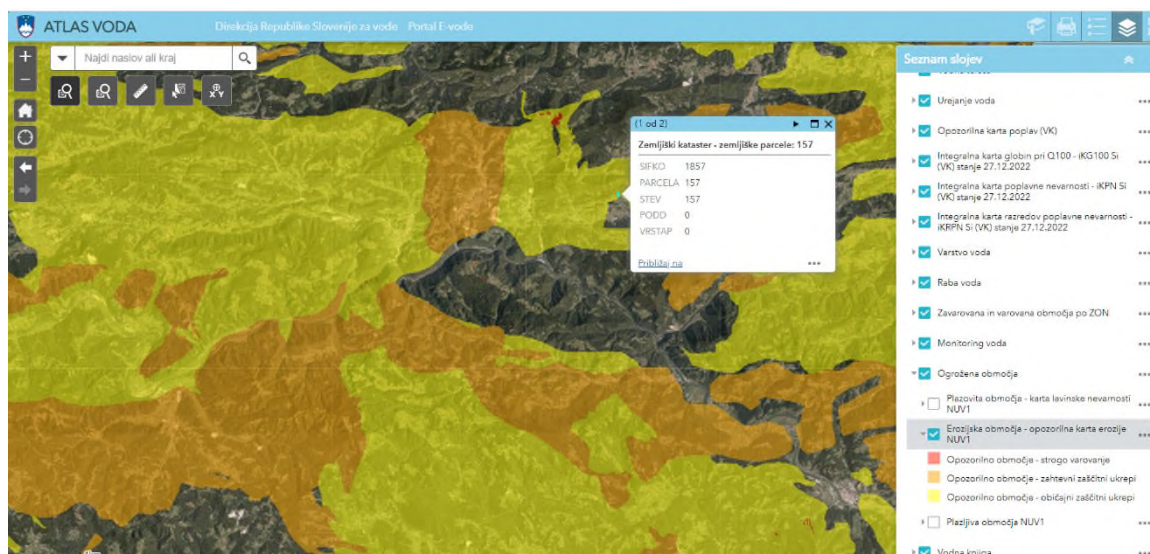 ATLAS VODA
Direkcija Republike Slovenije za vode
Portal E-vode
Najdi naslov ali kraj
Seznam slojev
Urejanje voda
Opozorilna karta poplav (VK)
Integralna karta globin pri Q100 - iKG100 Si
(VK) stanje 27.12.2022
Integralna karta poplavne nevarnosti - iKPN Si
(VK) stanje 27.12.2022
Integralna karta razredov poplavne nevarnosti -
iKRPN Si (VK) stanje 27.12.2022
Varstvo voda
Raba voda
Zavarovana in varovana območja po ZON
Monitoring voda
Ogrožena območja
Plazovita območja - karta lavinske nevarnosti
NUV1
Erozijska območja - opozorilna karta erozije
NUV1
Opozorilno območje - strogo varovanje
Opozorilno območje - zahtevni zaščitni ukrepi
Opozorilno območje - običajni zaščitni ukrepi
Plazljiva območja NUV1
Vodna knjiga
(1 od 2)
Zemljiški kataster - zemljiške parcele: 157
SIFKO 1857
PARCELA 157
STEV 157
PODD 0
VRSTAP 0
Približaj na